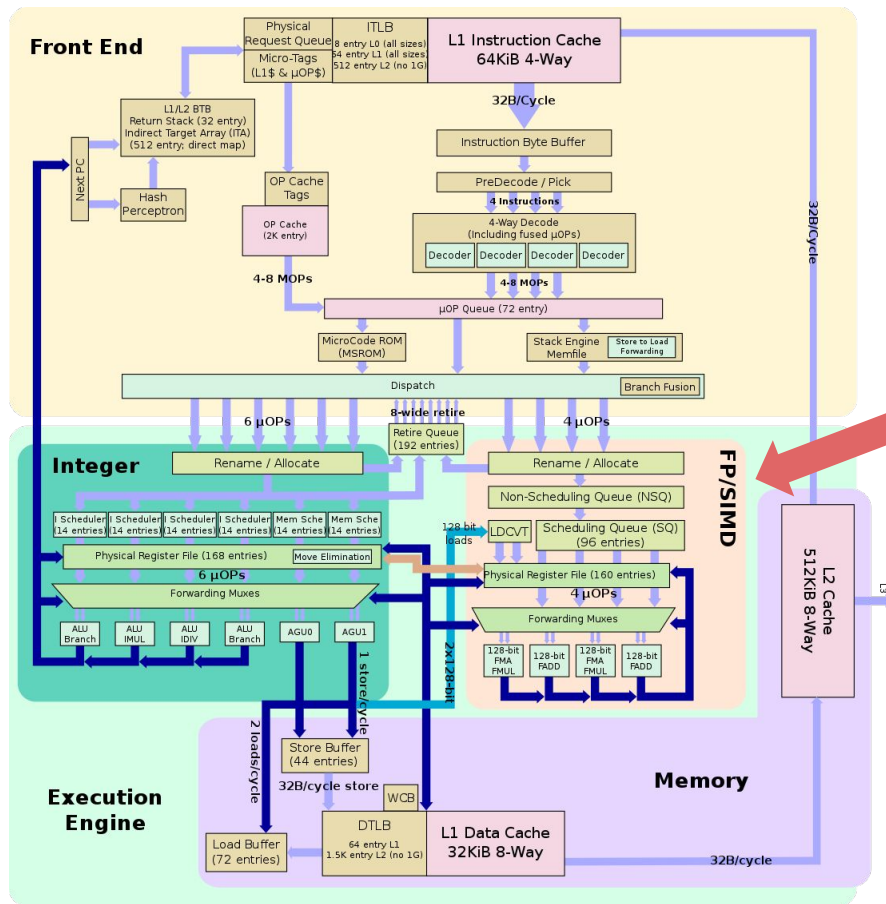 Front End
Physical
Request Queue
Micro-Tags
(L1$ & µOP$)
ITLB
8 entry L0 (all sizes)
64 entry L1 (all sizes)
512 entry L2 (no 1G)
L1 Instruction Cache
64KiB 4-Way
32B/Cycle
L1/L2 BTB
Return Stack (32 entry)
Indirect Target Array (ITA)
(512 entry; direct map)
Next PC
Hash
Perceptron
Instruction Byte Buffer
PreDecode / Pick
4 Instructions
OP Cache
Tags
OP Cache
(2K entry)
4-Way Decode
(Including fused µOPs)
Decoder
Decoder
Decoder
Decoder
32B/Cycle
4-8 MOPs
4-8 MOPs
µOP Queue (72 entry)
MicroCode ROM
(MSROM)
Stack Engine
Memfile
Store to Load
Forwarding
Dispatch
Branch Fusion
8-wide retire
6 µOPs
4 µOPs
Retire Queue
(192 entries)
Integer
Rename / Allocate
Rename / Allocate
FP/SIMD
Non-Scheduling Queue (NSQ)
I Scheduler
(14 entries)
I Scheduler
(14 entries)
I Scheduler
(14 entries)
I Scheduler
(14 entries)
Mem Sche
(14 entries)
Mem Sche
(14 entries)
128 bit
loads
LDCVT
Scheduling Queue (SQ)
(96 entries)
Physical Register File (168 entries)
Move Elimination
Physical Register File (160 entries)
6 µOPs
4 µOPs
Forwarding Muxes
Forwarding Muxes
ALU
Branch
ALU
IMUL
ALU
IDIV
ALU
Branch
AGU0
AGU1
128-bit
FMA
FMUL
128-bit
FADD
128-bit
FMA
FMUL
128-bit
FADD
L2 Cache
512KiB 8-Way
L3
1 store/cycle
2x128-bit
2 loads/cycle
Store Buffer
(44 entries)
32B/cycle store
Memory
Execution
Engine
WCB
DTLB
64 entry L1
1.5K entry L2 (no 1G)
L1 Data Cache
32KiB 8-Way
Load Buffer
(72 entries)
32B/cycle